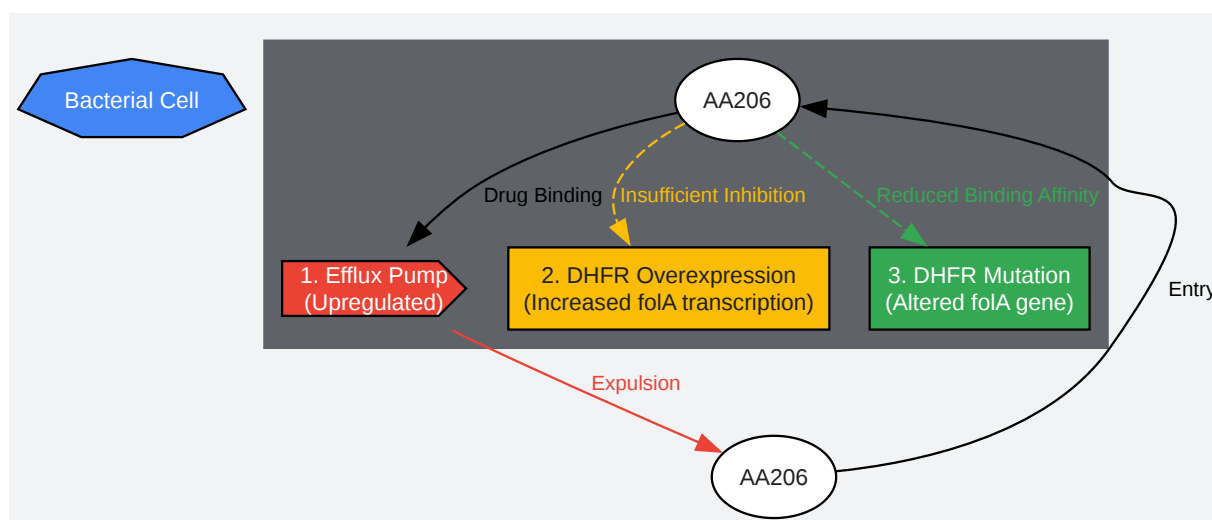 Bacterial Cell
AA206
Drug Binding
Insufficient Inhibition
Reduced Binding Affinity
1. Efflux Pump
(Upregulated)
2. DHFR Overexpression
(Increased folA transcription)
3. DHFR Mutation
(Altered folA gene)
Entry
Expulsion
AA206